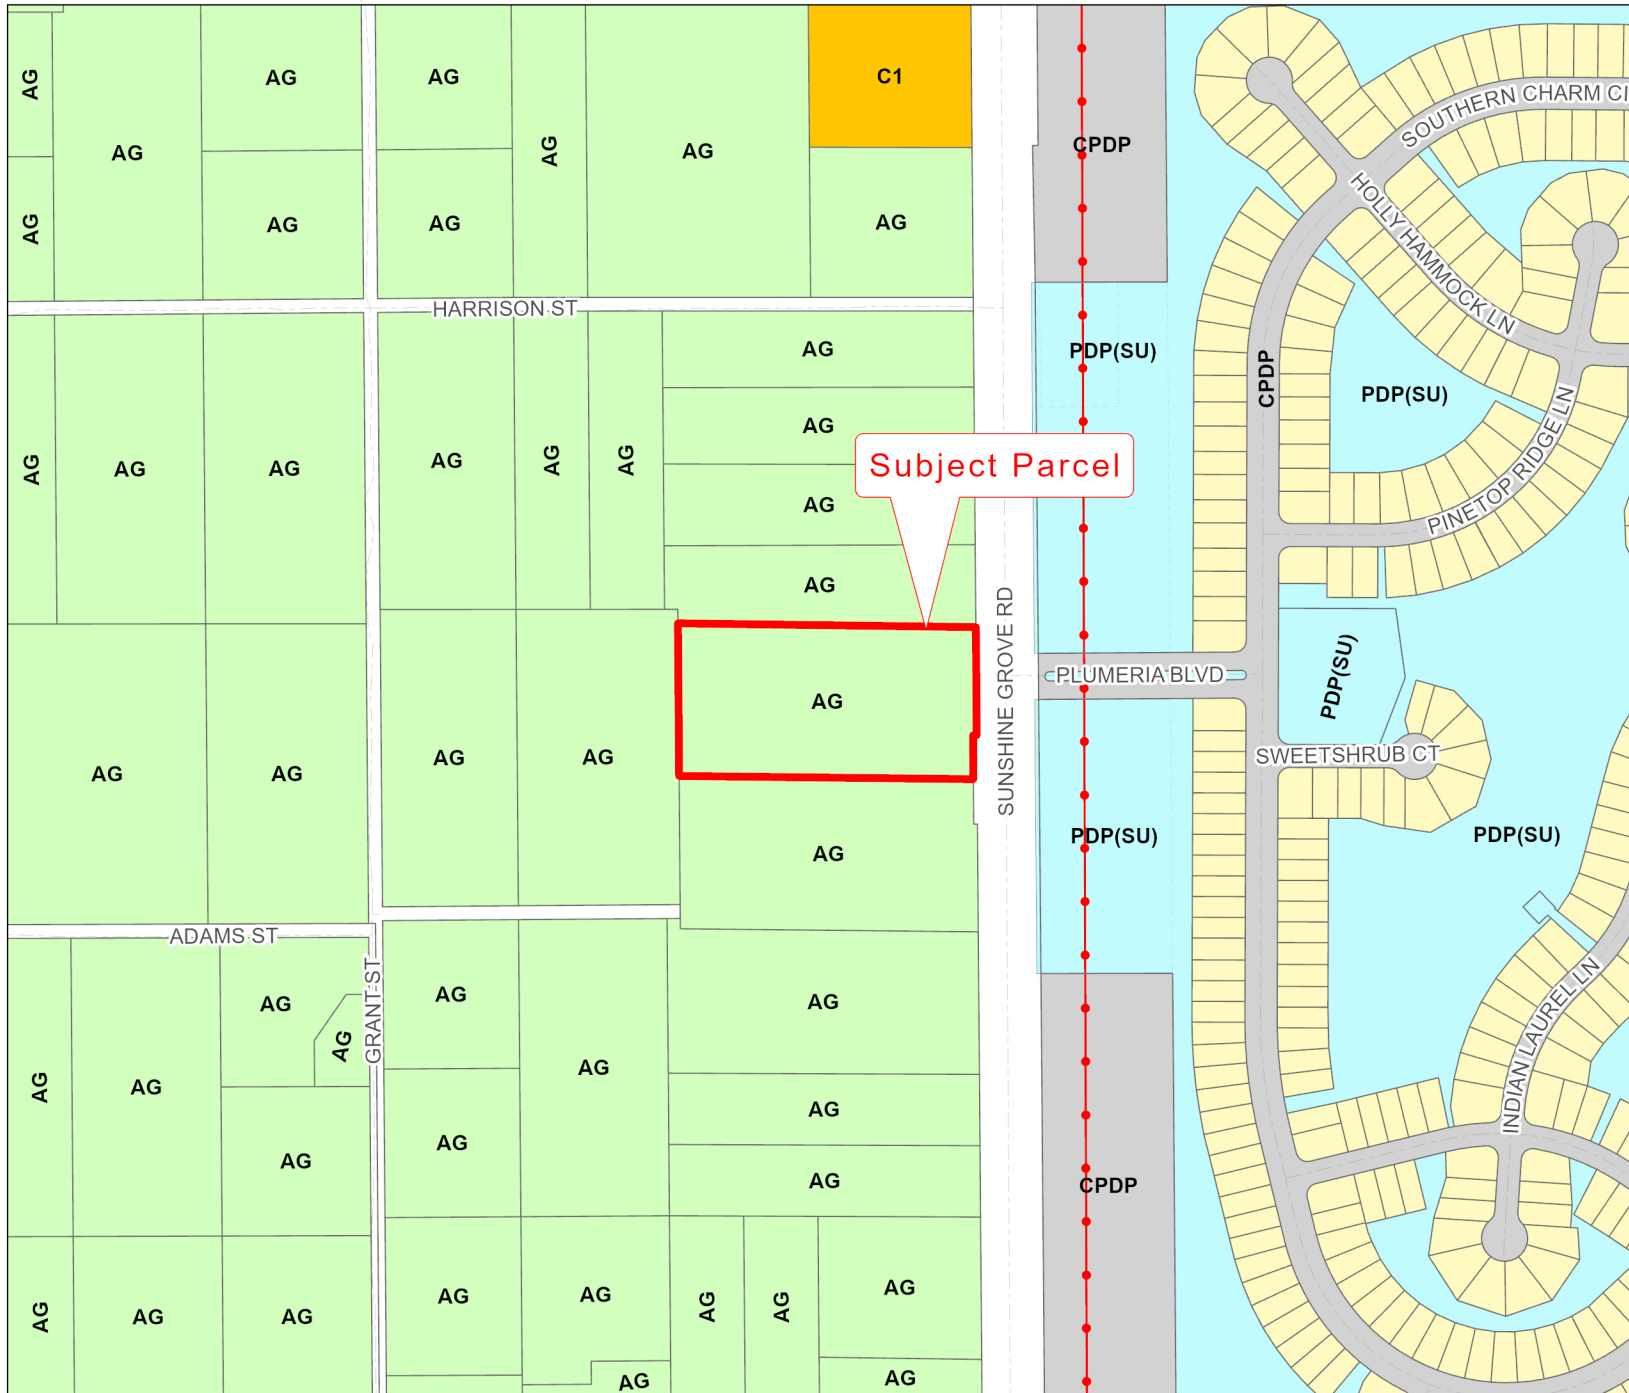 AG
AG
AG
C1
AG
AG
AG
AG
AG
AG
AG
AG
CPDP
SOUTHERN CHARM CI
HOLLY HAMMOCK LN
HARRISON ST
AG
PDP(SU)
CPDP
PDP(SU)
AG
AG
AG
AG
AG
AG
AG
Subject Parcel
AG
PINETOP RIDGE LN
AG
SUNSHINE GROVE RD
PLUMERIA BLVD
PDP(SU)
AG
SWEETSHRUB CT
AG
AG
AG
AG
PDP(SU)
PDP(SU)
AG
ADAMS ST
GRANT ST
AG
AG
AG
AG
INDIAN LAUREL LN
AG
AG
AG
AG
AG
AG
AG
AG
CPDP
AG
AG
AG
AG
AG
AG
AG
AG
AG
AG
AG